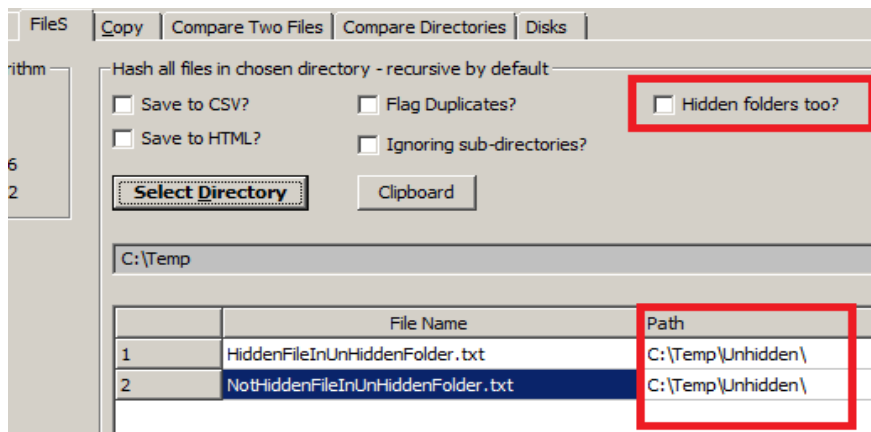 FileS Copy Compare Two Files Compare Directories Disks
rithm
Hash all files in chosen directory - recursive by default
Save to CSV? Flag Duplicates? Hidden folders too?
Save to HTML? Ignoring sub-directories?
6
2
Select Directory Clipboard
C:\Temp
File Name Path
1 HiddenFileInUnHiddenFolder.txt C:\Temp\Unhidden\
2 NotHiddenFileInUnHiddenFolder.txt C:\Temp\Unhidden\